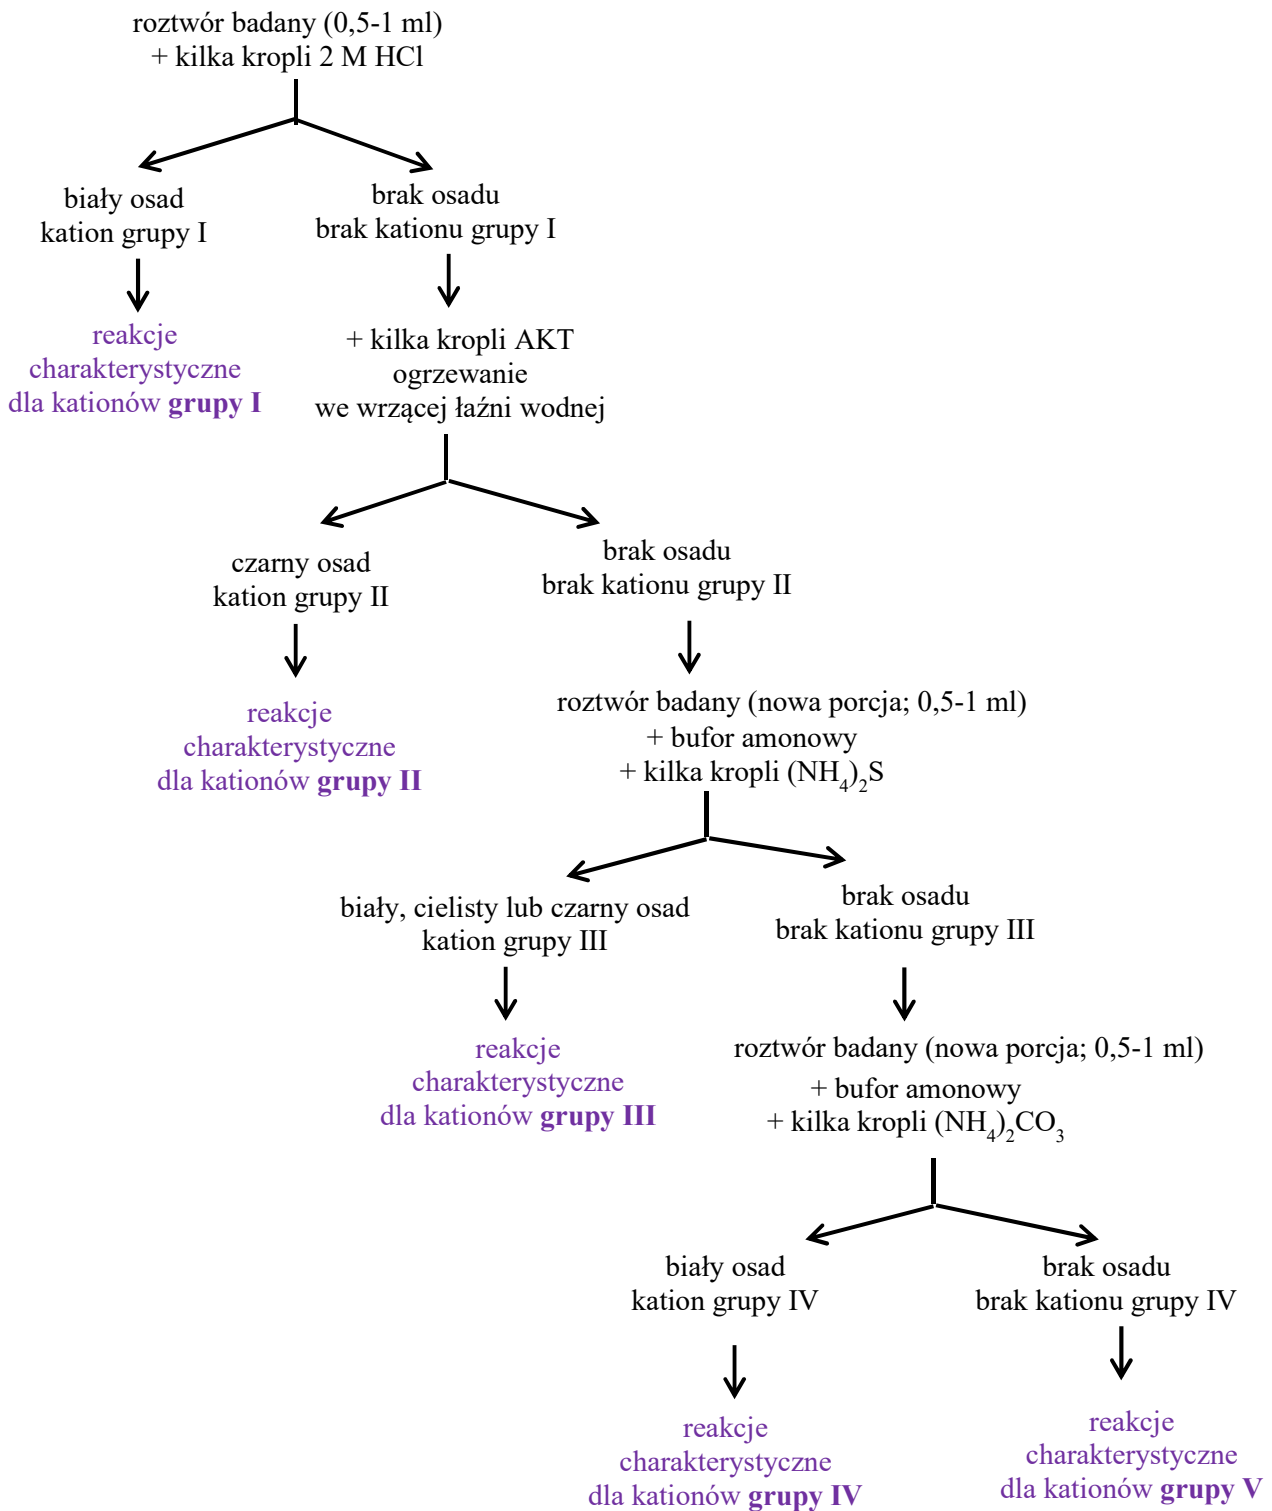 roztwór badany (0,5-1 ml)
+ kilka kropli 2 M HCl
biały osad
kation grupy I
brak osadu
brak kationu grupy I
reakcje
charakterystyczne
dla kationów grupy I
+ kilka kropli AKT
ogrzewanie
we wrzącej łaźni wodnej
czarny osad
kation grupy II
brak osadu
brak kationu grupy II
reakcje
charakterystyczne
dla kationów grupy II
roztwór badany (nowa porcja; 0,5-1 ml)
+ bufor amonowy
+ kilka kropli (NH₄)₂S
biały, cielisty lub czarny osad
kation grupy III
brak osadu
brak kationu grupy III
reakcje
charakterystyczne
dla kationów grupy III
roztwór badany (nowa porcja; 0,5-1 ml)
+ bufor amonowy
+ kilka kropli (NH₄)₂CO₃
biały osad
kation grupy IV
brak osadu
brak kationu grupy IV
reakcje
charakterystyczne
dla kationów grupy IV
reakcje
charakterystyczne
dla kationów grupy V